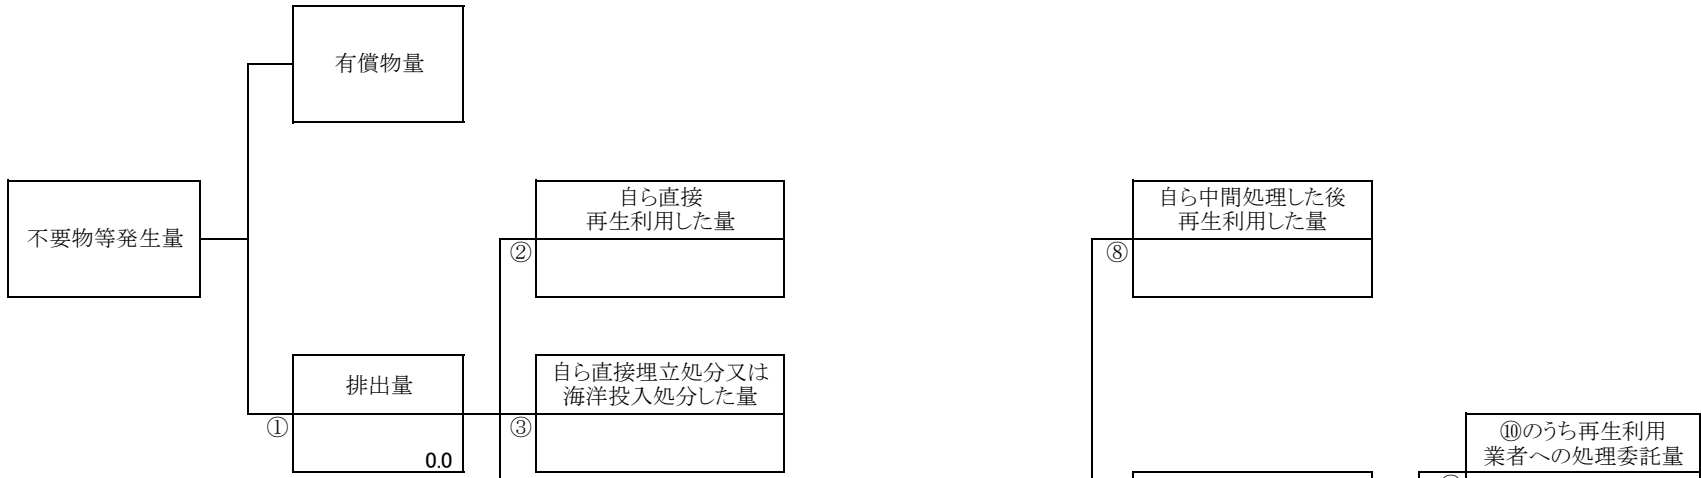 有償物量
不要物等発生量
自ら直接
再生利用した量
②
自ら中間処理した後
再生利用した量
⑧
排出量
①
0.0
自ら直接埋立処分又は
海洋投入処分した量
③
⑩のうち再生利用
業者への処理委託量